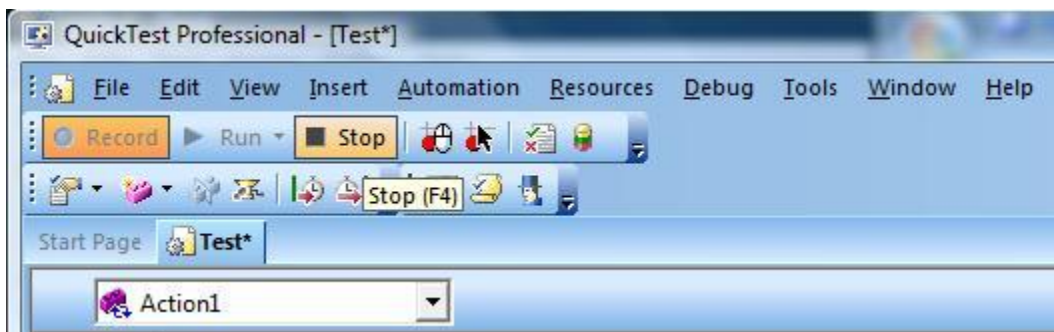 QuickTest Professional - [Test*]
File Edit View Insert Automation Resources Debug Tools Window Help
Record Run Stop
Stop (F4)
Start Page Test*
Action1